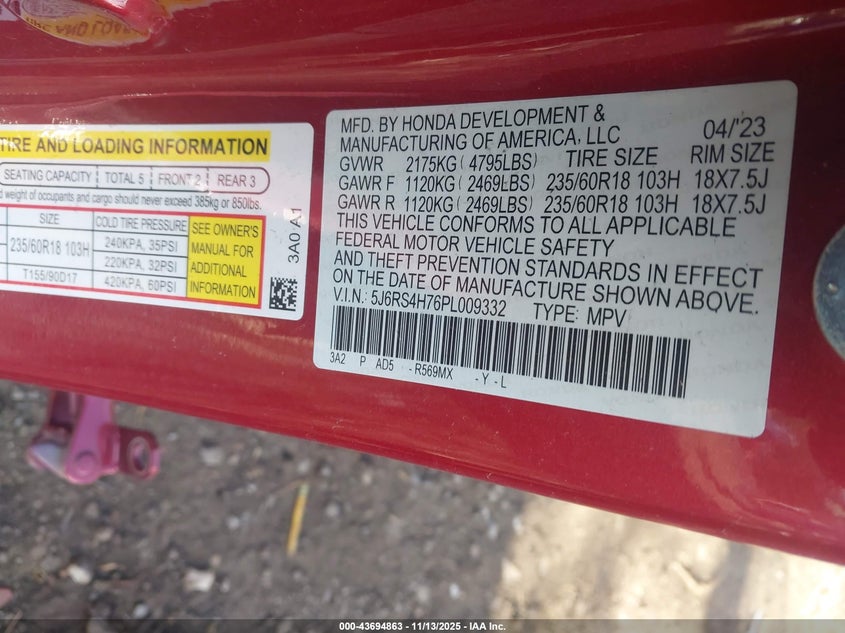 TIRE AND LOADING INFORMATION
SEATING CAPACITY TOTAL 5 FRONT 2 REAR 3
weight of occupants and cargo should never exceed 385kg or 850lbs.
SIZE COLD TIRE PRESSURE
235/60R18 103H 240KPA, 35PSI
220KPA, 32PSI
T155/90D17 420KPA, 60PSI
SEE OWNER'S
MANUAL FOR
ADDITIONAL
INFORMATION
3A0 A1
MFD. BY HONDA DEVELOPMENT &
MANUFACTURING OF AMERICA, LLC 04/'23
GVWR 2175KG (4795LBS) TIRE SIZE RIM SIZE
GAWR F 1120KG (2469LBS) 235/60R18 103H 18X7.5J
GAWR R 1120KG (2469LBS) 235/60R18 103H 18X7.5J
THIS VEHICLE CONFORMS TO ALL APPLICABLE
FEDERAL MOTOR VEHICLE SAFETY
AND THEFT PREVENTION STANDARDS IN EFFECT
ON THE DATE OF MANUFACTURE SHOWN ABOVE.
V.I.N: 5J6RS4H76PL009332 TYPE: MPV
3A2 P AD5 -R569MX -Y-L
000-43694863 - 11/13/2025 - IAA Inc.